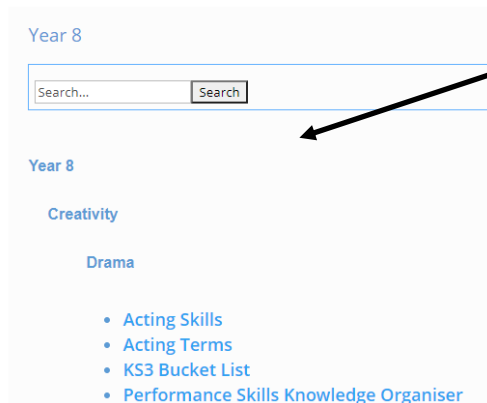 Year 8
Search... Search
Year 8
Creativity
Drama
Acting Skills
Acting Terms
KS3 Bucket List
Performance Skills Knowledge Organiser